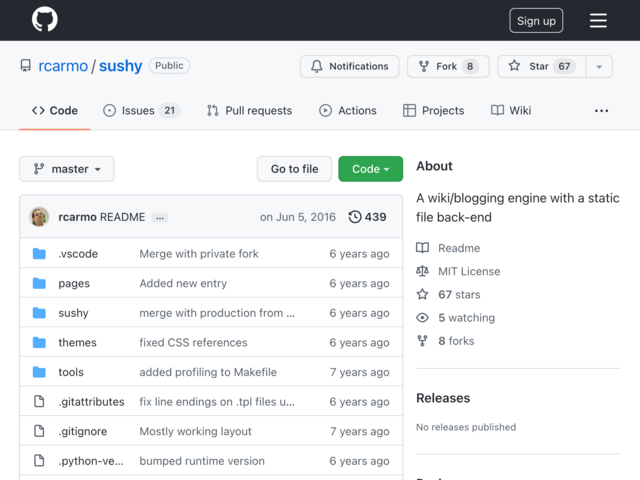 Sign up
rcarmo / sushy Public
Notifications
Fork 8
Star 67
Code
Issues 21
Pull requests
Actions
Projects
Wiki
master
Go to file
Code
rcarmo README ...
on Jun 5, 2016
439
.vscode Merge with private fork 6 years ago
pages Added new entry 6 years ago
sushy merge with production from ... 6 years ago
themes fixed CSS references 6 years ago
tools added profiling to Makefile 7 years ago
.gitattributes fix line endings on .tpl files u... 6 years ago
.gitignore Mostly working layout 7 years ago
.python-ve... bumped runtime version 6 years ago
About
A wiki/blogging engine with a static
file back-end
Readme
MIT License
67 stars
5 watching
8 forks
Releases
No releases published